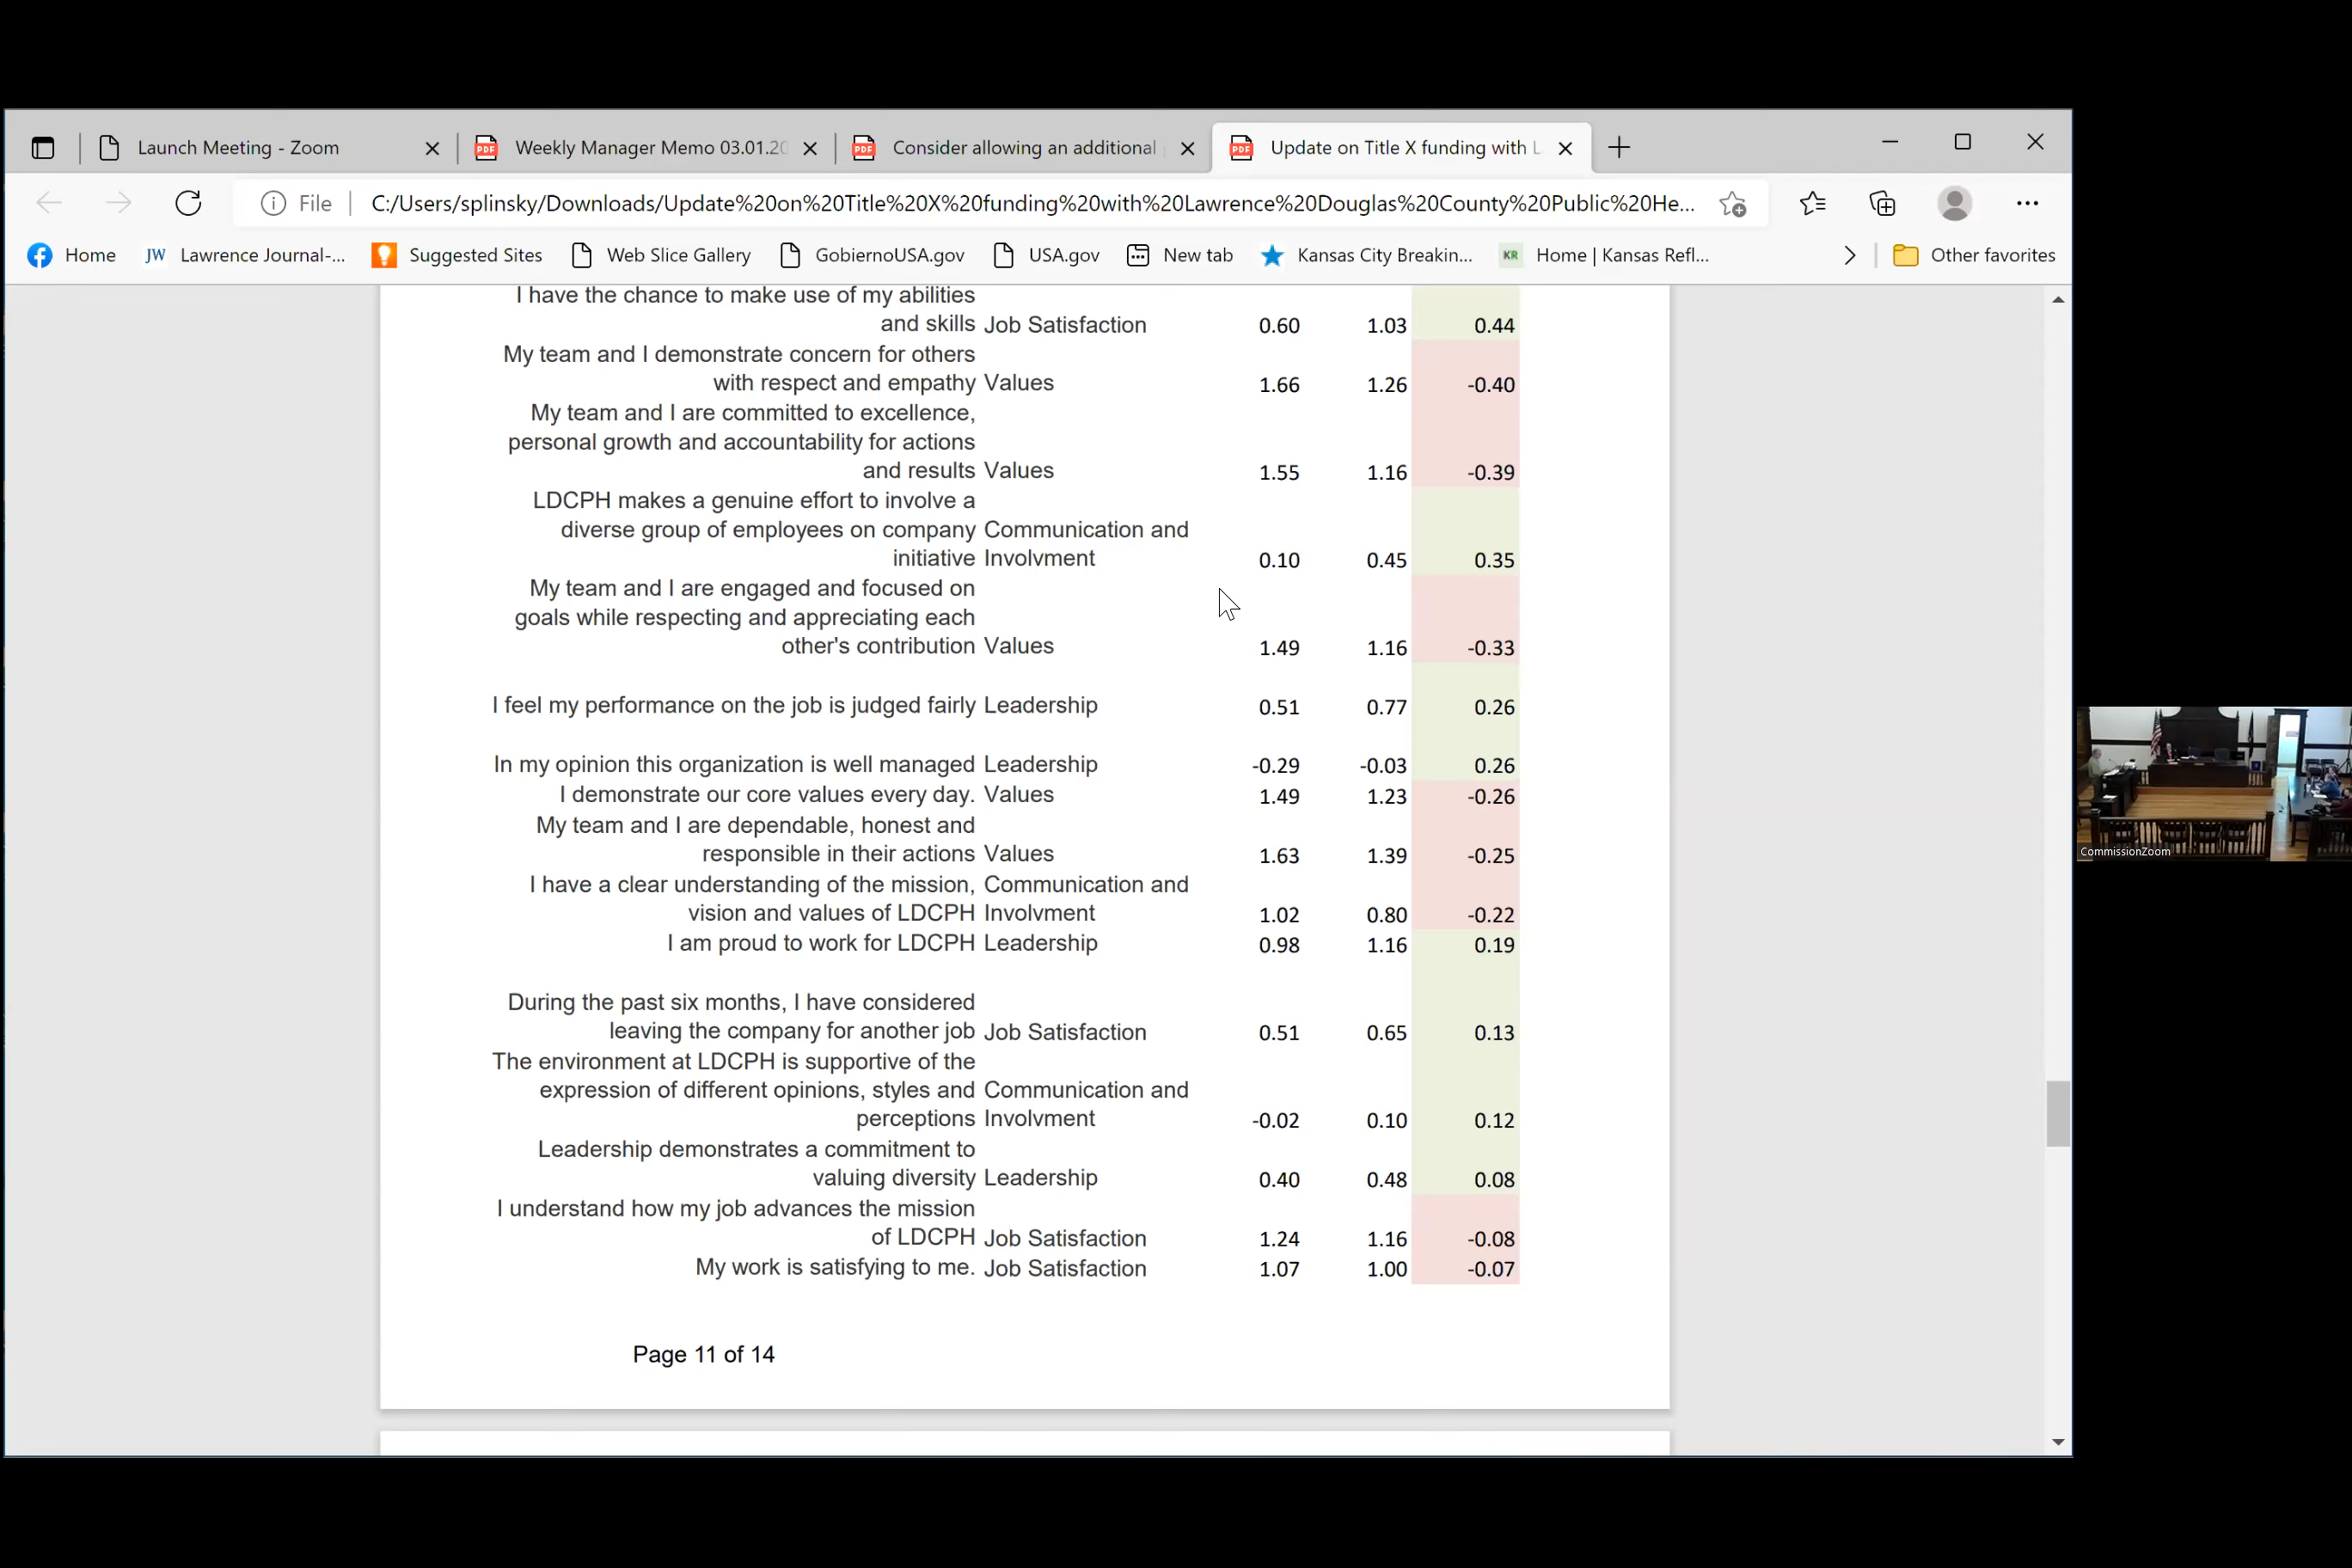 Launch Meeting - Zoom
Weekly Manager Memo 03.01.20
Consider allowing an additional
Update on Title X funding with L
File
C:/Users/splinsky/Downloads/Update%20on%20Title%20X%20funding%20with%20Lawrence%20Douglas%20County%20Public%20He...
Home
JW Lawrence Journal-...
Suggested Sites
Web Slice Gallery
GobiernoUSA.gov
USA.gov
New tab
Kansas City Breakin...
KR Home | Kansas Refl...
Other favorites
I have the chance to make use of my abilities
and skills Job Satisfaction 0.60 1.03 0.44
My team and I demonstrate concern for others
with respect and empathy Values 1.66 1.26 -0.40
My team and I are committed to excellence,
personal growth and accountability for actions
and results Values 1.55 1.16 -0.39
LDCPH makes a genuine effort to involve a
diverse group of employees on company Communication and
initiative Involvment 0.10 0.45 0.35
My team and I are engaged and focused on
goals while respecting and appreciating each
other's contribution Values 1.49 1.16 -0.33
I feel my performance on the job is judged fairly Leadership 0.51 0.77 0.26
In my opinion this organization is well managed Leadership -0.29 -0.03 0.26
I demonstrate our core values every day. Values 1.49 1.23 -0.26
My team and I are dependable, honest and
responsible in their actions Values 1.63 1.39 -0.25
I have a clear understanding of the mission, Communication and
vision and values of LDCPH Involvment 1.02 0.80 -0.22
I am proud to work for LDCPH Leadership 0.98 1.16 0.19
During the past six months, I have considered
leaving the company for another job Job Satisfaction 0.51 0.65 0.13
The environment at LDCPH is supportive of the
expression of different opinions, styles and Communication and
perceptions Involvment -0.02 0.10 0.12
Leadership demonstrates a commitment to
valuing diversity Leadership 0.40 0.48 0.08
I understand how my job advances the mission
of LDCPH Job Satisfaction 1.24 1.16 -0.08
My work is satisfying to me. Job Satisfaction 1.07 1.00 -0.07
Page 11 of 14
CommissionZoom